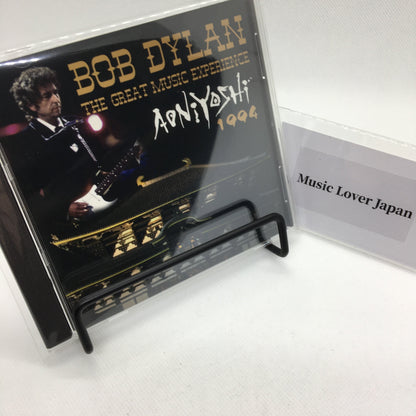 BOB DYLAN
THE GREAT MUSIC EXPERIENCE
AONIYOSHI
1994
Music Lover Japan